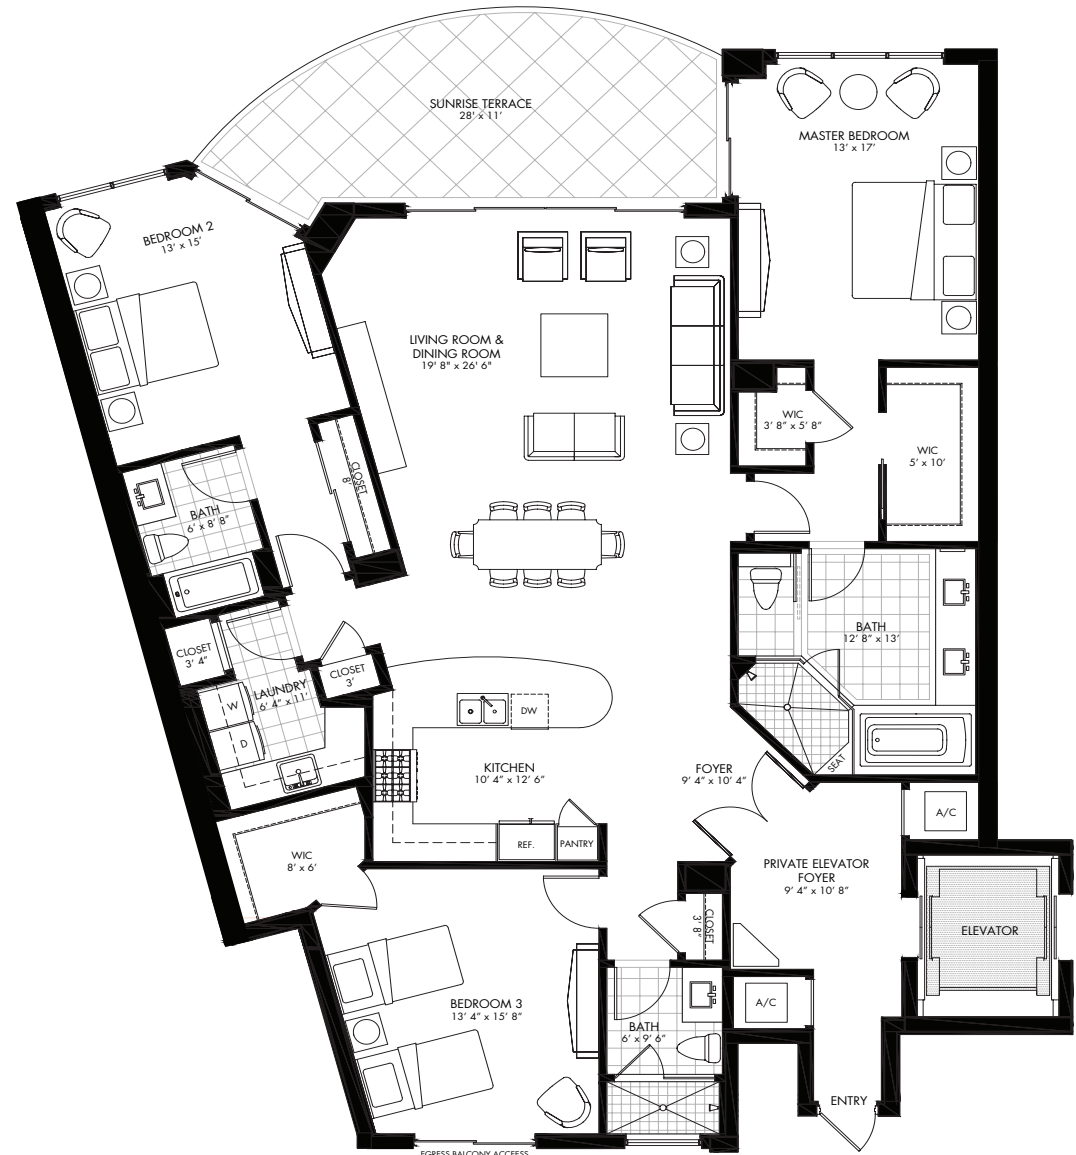 SUNRISE TERRACE
28' x 11'
MASTER BEDROOM
13' x 17'
BEDROOM 2
13' x 15'
LIVING ROOM &
DINING ROOM
19' 8" x 26' 6"
WIC
3' 8" x 5' 8"
WIC
5' x 10'
CLOSET
8'
BATH
6' x 8' 8"
BATH
12' 8" x 13'
CLOSET
3' 4"
CLOSET
3'
LAUNDRY
6' 4" x 11'
W
D
DW
KITCHEN
10' 4" x 12' 6"
FOYER
9' 4" x 10' 4"
SEAT
A/C
REF.
PANTRY
WIC
8' x 6'
PRIVATE ELEVATOR
FOYER
9' 4" x 10' 8"
CLOSET
3' 8"
ELEVATOR
BEDROOM 3
13' 4" x 15' 8"
A/C
BATH
6' x 9' 6"
ENTRY
EGRESS BALCONY ACCESS